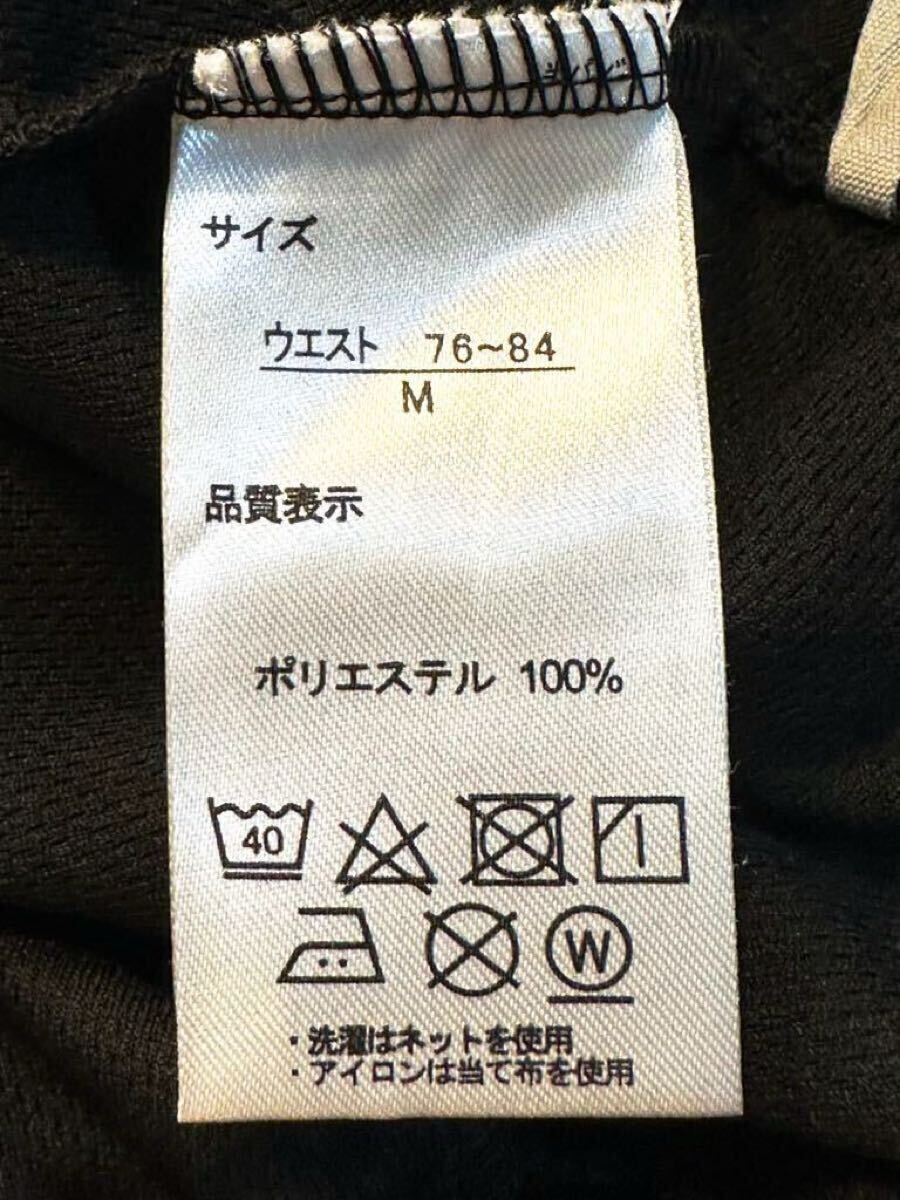 サイズ
ウエスト 76~84
M
品質表示
ポリエステル 100%
40
W
・洗濯はネットを使用
・アイロンは当て布を使用